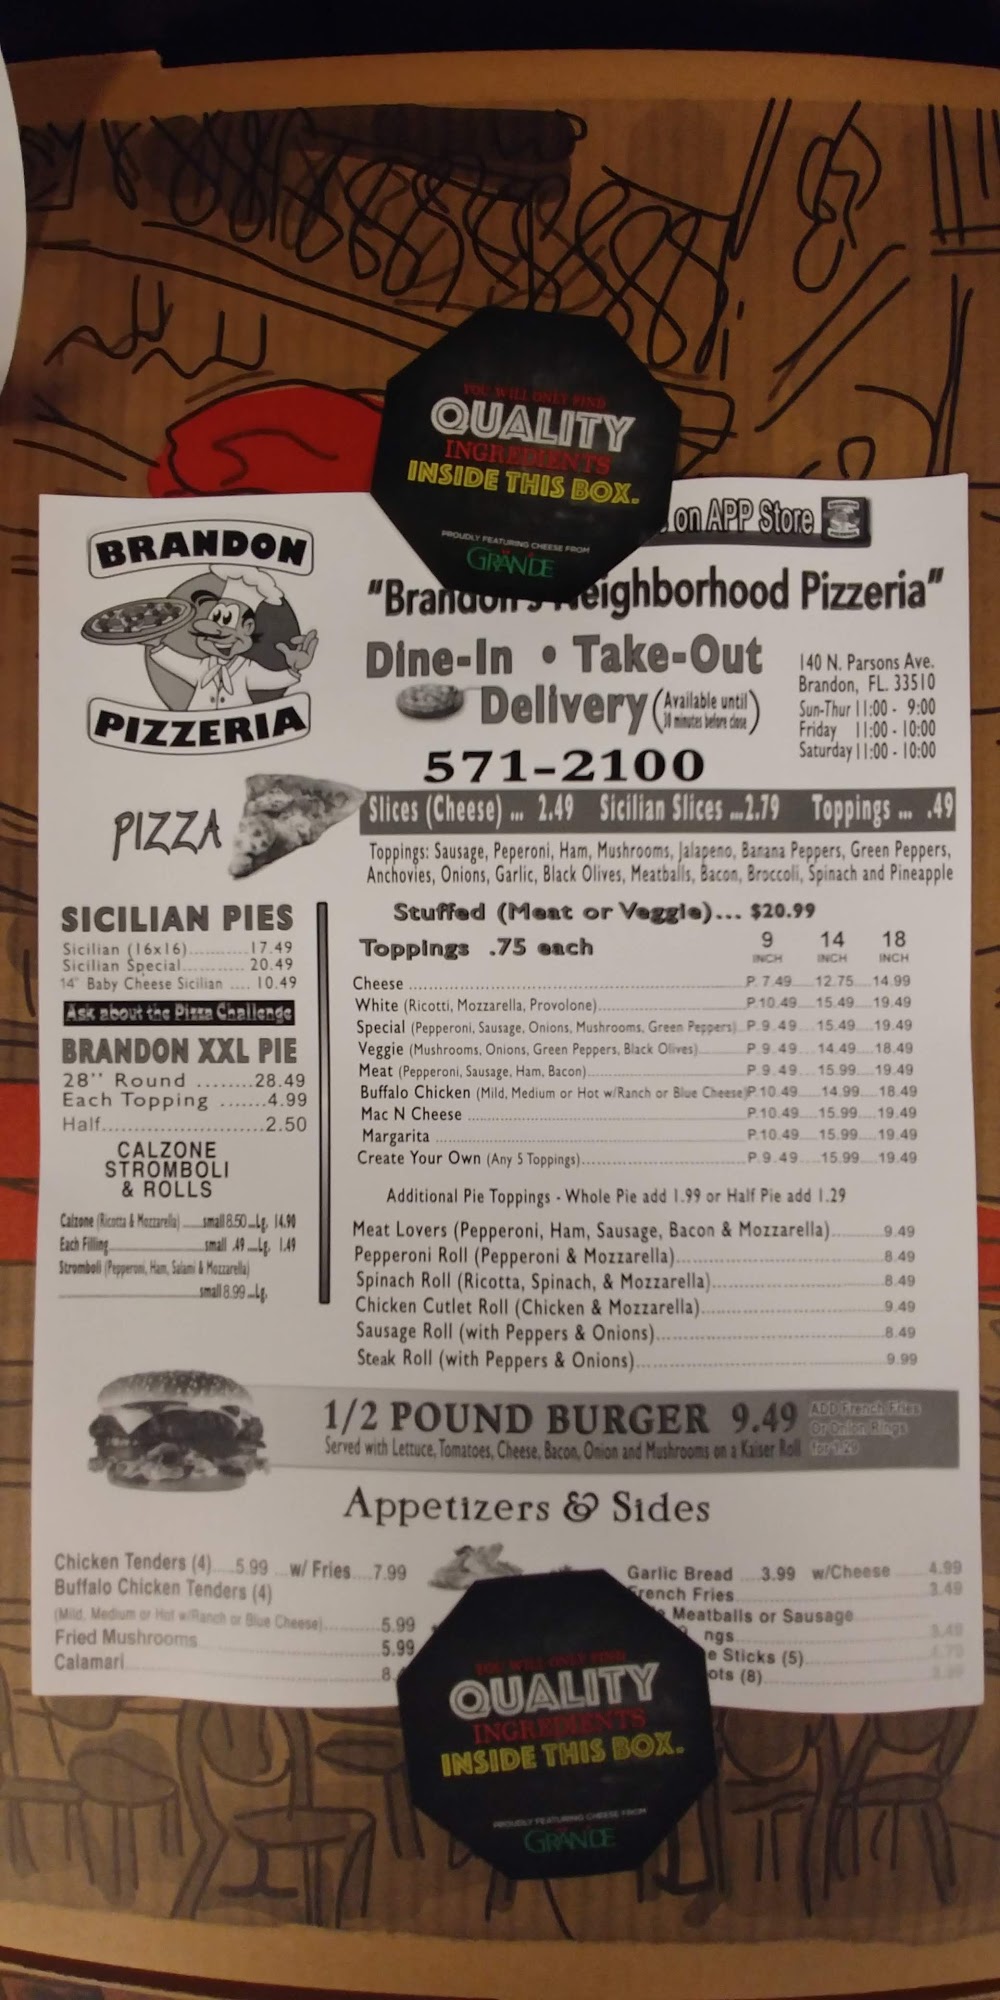 YOU WILL ONLY FIND
QUALITY
INGREDIENTS
INSIDE THIS BOX.
PROUDLY FEATURING CHEESE FROM
GRANDE
on APP Store
BRANDON
PIZZERIA
"Brandon's Neighborhood Pizzeria"
Dine-In • Take-Out
Delivery (Available until
30 minutes before close)
140 N. Parsons Ave.
Brandon, FL. 33510
Sun-Thur 11:00 - 9:00
Friday 11:00 - 10:00
Saturday 11:00 - 10:00
571-2100
PIZZA
Slices (Cheese) ... 2.49 Sicilian Slices ...2.79 Toppings ... .49
Toppings: Sausage, Peperoni, Ham, Mushrooms, Jalapeno, Banana Peppers, Green Peppers,
Anchovies, Onions, Garlic, Black Olives, Meatballs, Bacon, Broccoli, Spinach and Pineapple
SICILIAN PIES
Sicilian (16x16)..........17.49
Sicilian Special........... 20.49
14" Baby Cheese Sicilian .... 10.49
Ask about the Pizza Challenge
BRANDON XXL PIE
28" Round ........28.49
Each Topping .......4.99
Half.......................2.50
CALZONE
STROMBOLI
& ROLLS
Calzone (Ricotta & Mozzarella) ......small 8.50...Lg. 14.90
Each Filling..................small .49 ...Lg. 1.49
Stromboli (Pepperoni, Ham, Salami & Mozzarella)
..................small 8.99 ...Lg.
Stuffed (Meat or Veggie)... $20.99
Toppings .75 each
9 14 18
INCH INCH INCH
Cheese ..........P. 7.49.....12.75....14.99
White (Ricotti, Mozzarella, Provolone)..........P.10.49....15.49....19.49
Special (Pepperoni, Sausage, Onions, Mushrooms, Green Peppers)..P. 9.49....15.49....19.49
Veggie (Mushrooms, Onions, Green Peppers, Black Olives)..........P. 9.49....14.49....18.49
Meat (Pepperoni, Sausage, Ham, Bacon)..........P. 9.49....15.99....19.49
Buffalo Chicken (Mild, Medium or Hot w/Ranch or Blue Cheese)P.10.49.....14.99....18.49
Mac N Cheese ..........P.10.49....15.99....19.49
Margarita ..........P.10.49....15.99....19.49
Create Your Own (Any 5 Toppings)..........P. 9.49.....15.99....19.49
Additional Pie Toppings - Whole Pie add 1.99 or Half Pie add 1.29
Meat Lovers (Pepperoni, Ham, Sausage, Bacon & Mozzarella)..........9.49
Pepperoni Roll (Pepperoni & Mozzarella)..........8.49
Spinach Roll (Ricotta, Spinach, & Mozzarella)..........8.49
Chicken Cutlet Roll (Chicken & Mozzarella)..........9.49
Sausage Roll (with Peppers & Onions)..........8.49
Steak Roll (with Peppers & Onions)..........9.99
1/2 POUND BURGER 9.49
Served with Lettuce, Tomatoes, Cheese, Bacon, Onion and Mushrooms on a Kaiser Roll
ADD French Fries
Or Onion Rings
for
Appetizers & Sides
Chicken Tenders (4)....5.99 ...w/ Fries....7.99
Buffalo Chicken Tenders (4)
(Mild, Medium or Hot w/Ranch or Blue Cheese)..........5.99
Fried Mushrooms..........5.99
Calamari..........8.
Garlic Bread ....3.99 w/Cheese ......4.99
French Fries..........3.49
Meatballs or Sausage
ngs
e Sticks (5)
ots (8)
YOU WILL ONLY FIND
QUALITY
INGREDIENTS
INSIDE THIS BOX.
PROUDLY FEATURING CHEESE FROM
GRANDE